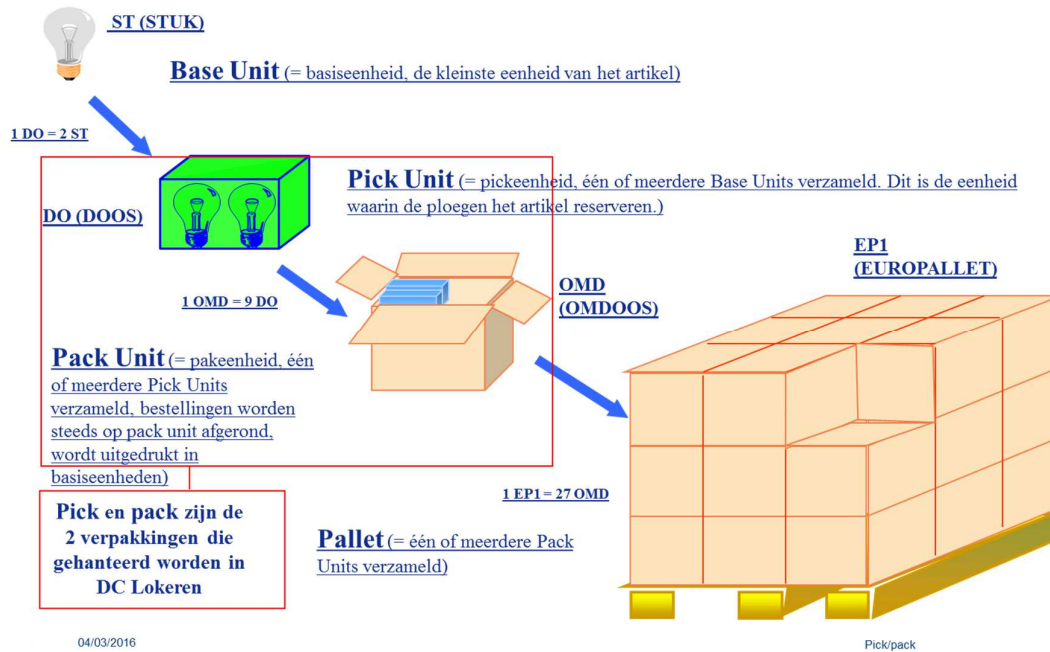 ST (STUK)
Base Unit (= basiseenheid, de kleinste eenheid van het artikel)
1 DO = 2 ST
Pick Unit (= pickeenheid, één of meerdere Base Units verzameld. Dit is de eenheid
waarin de ploegen het artikel reserveren.)
DO (DOOS)
EP1
(EUROPALLET)
1 OMD = 9 DO
OMD
(OMDOOS)
Pack Unit (= pakeenheid, één
of meerdere Pick Units
verzameld, bestellingen worden
steeds op pack unit afgerond,
wordt uitgedrukt in
basiseenheden)
1 EP1 = 27 OMD
Pick en pack zijn de
2 verpakkingen die
gehanteerd worden in
DC Lokeren
Pallet (= één of meerdere Pack
Units verzameld)
04/03/2016
Pick/pack